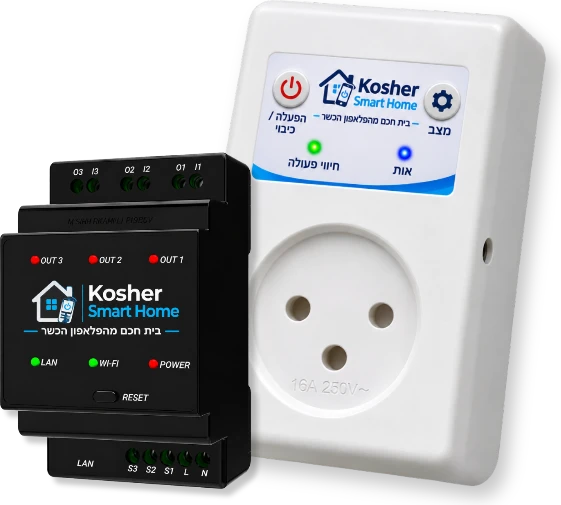 Kosher
Smart Home
בית חכם מהפלאפון הכשר
הפעלה /
כיבוי
מצב
חיווי פעולה
אות
16A 250V~
O3 I3 O2 I2 O1 I1
OUT 3 OUT 2 OUT 1
Kosher
Smart Home
בית חכם מהפלאפון הכשר
LAN WI-FI POWER
RESET
LAN
S3 S2 S1 L N